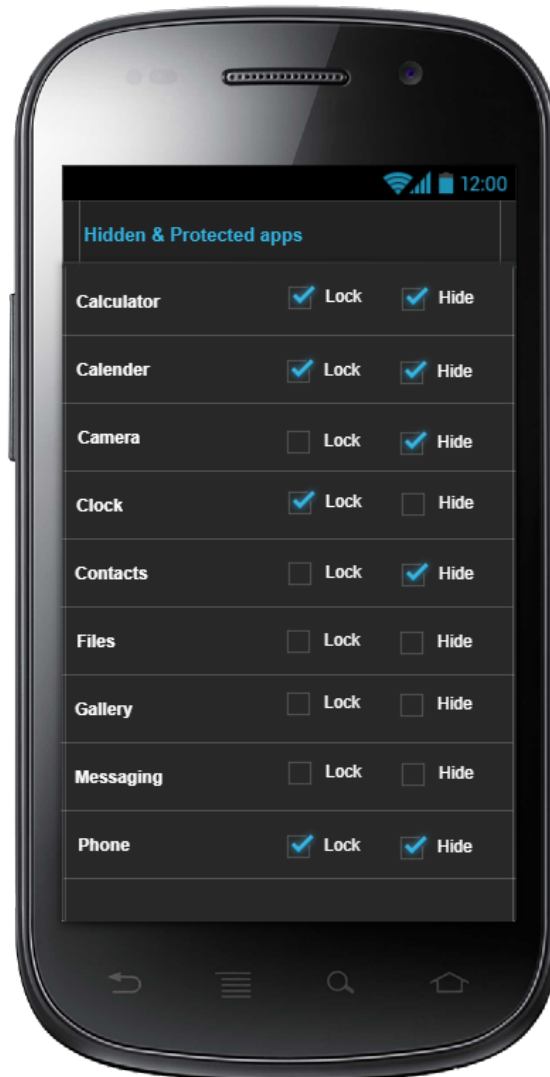 12:00
Hidden & Protected apps
Calculator Lock Hide
Calender Lock Hide
Camera Lock Hide
Clock Lock Hide
Contacts Lock Hide
Files Lock Hide
Gallery Lock Hide
Messaging Lock Hide
Phone Lock Hide